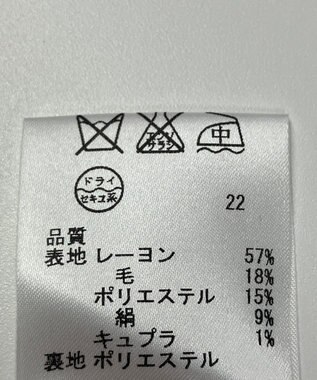 エンソ
サラシ
中
ドライ
セキユ系
22
品質
表地 レーヨン 57%
毛 18%
ポリエステル 15%
絹 9%
キュプラ 1%
裏地 ポリエステル